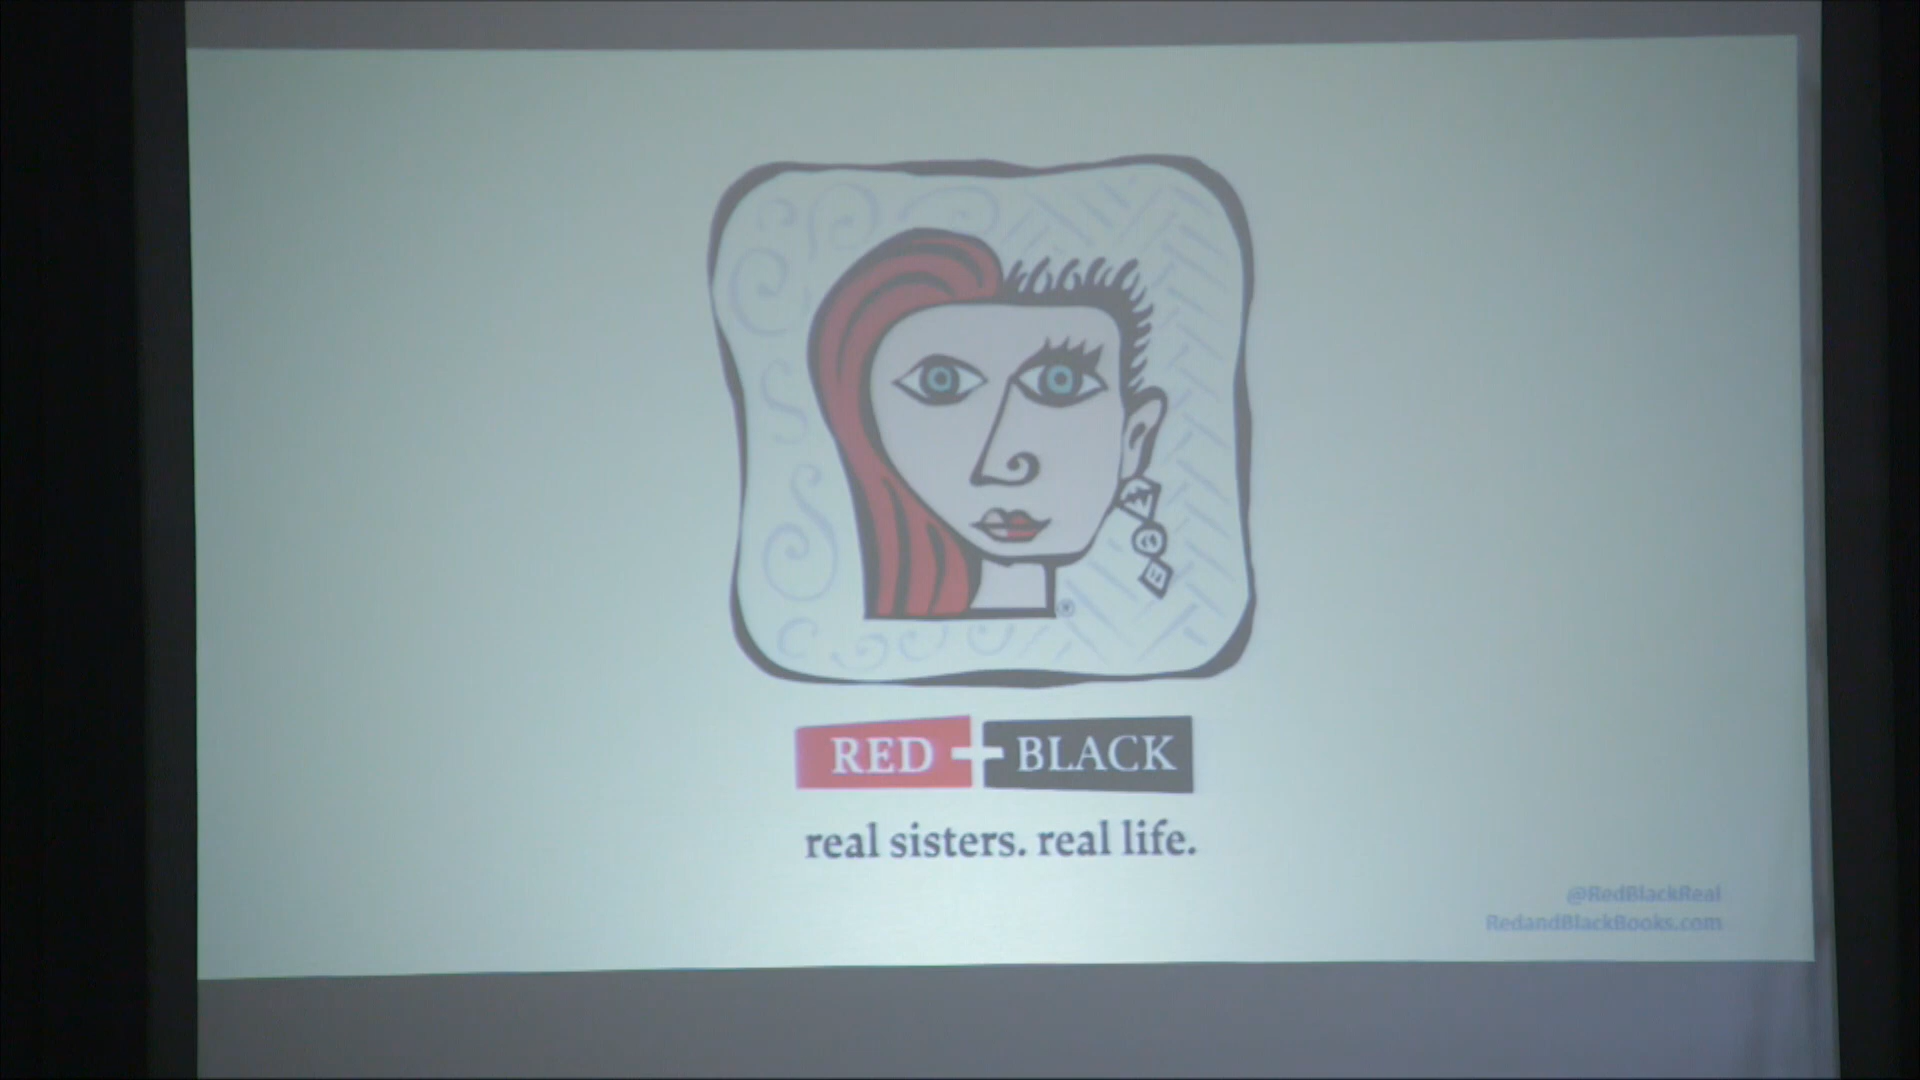 ®
RED + BLACK
real sisters. real life.
@RedBlackReal
RedandBlackBooks.com